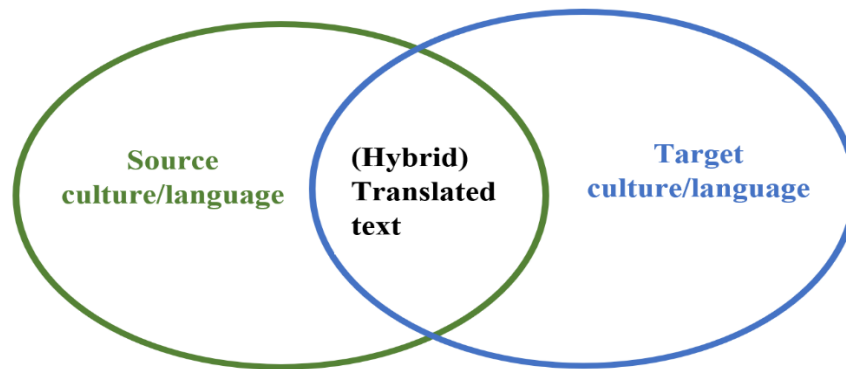 Source
culture/language
(Hybrid)
Translated
text
Target
culture/language